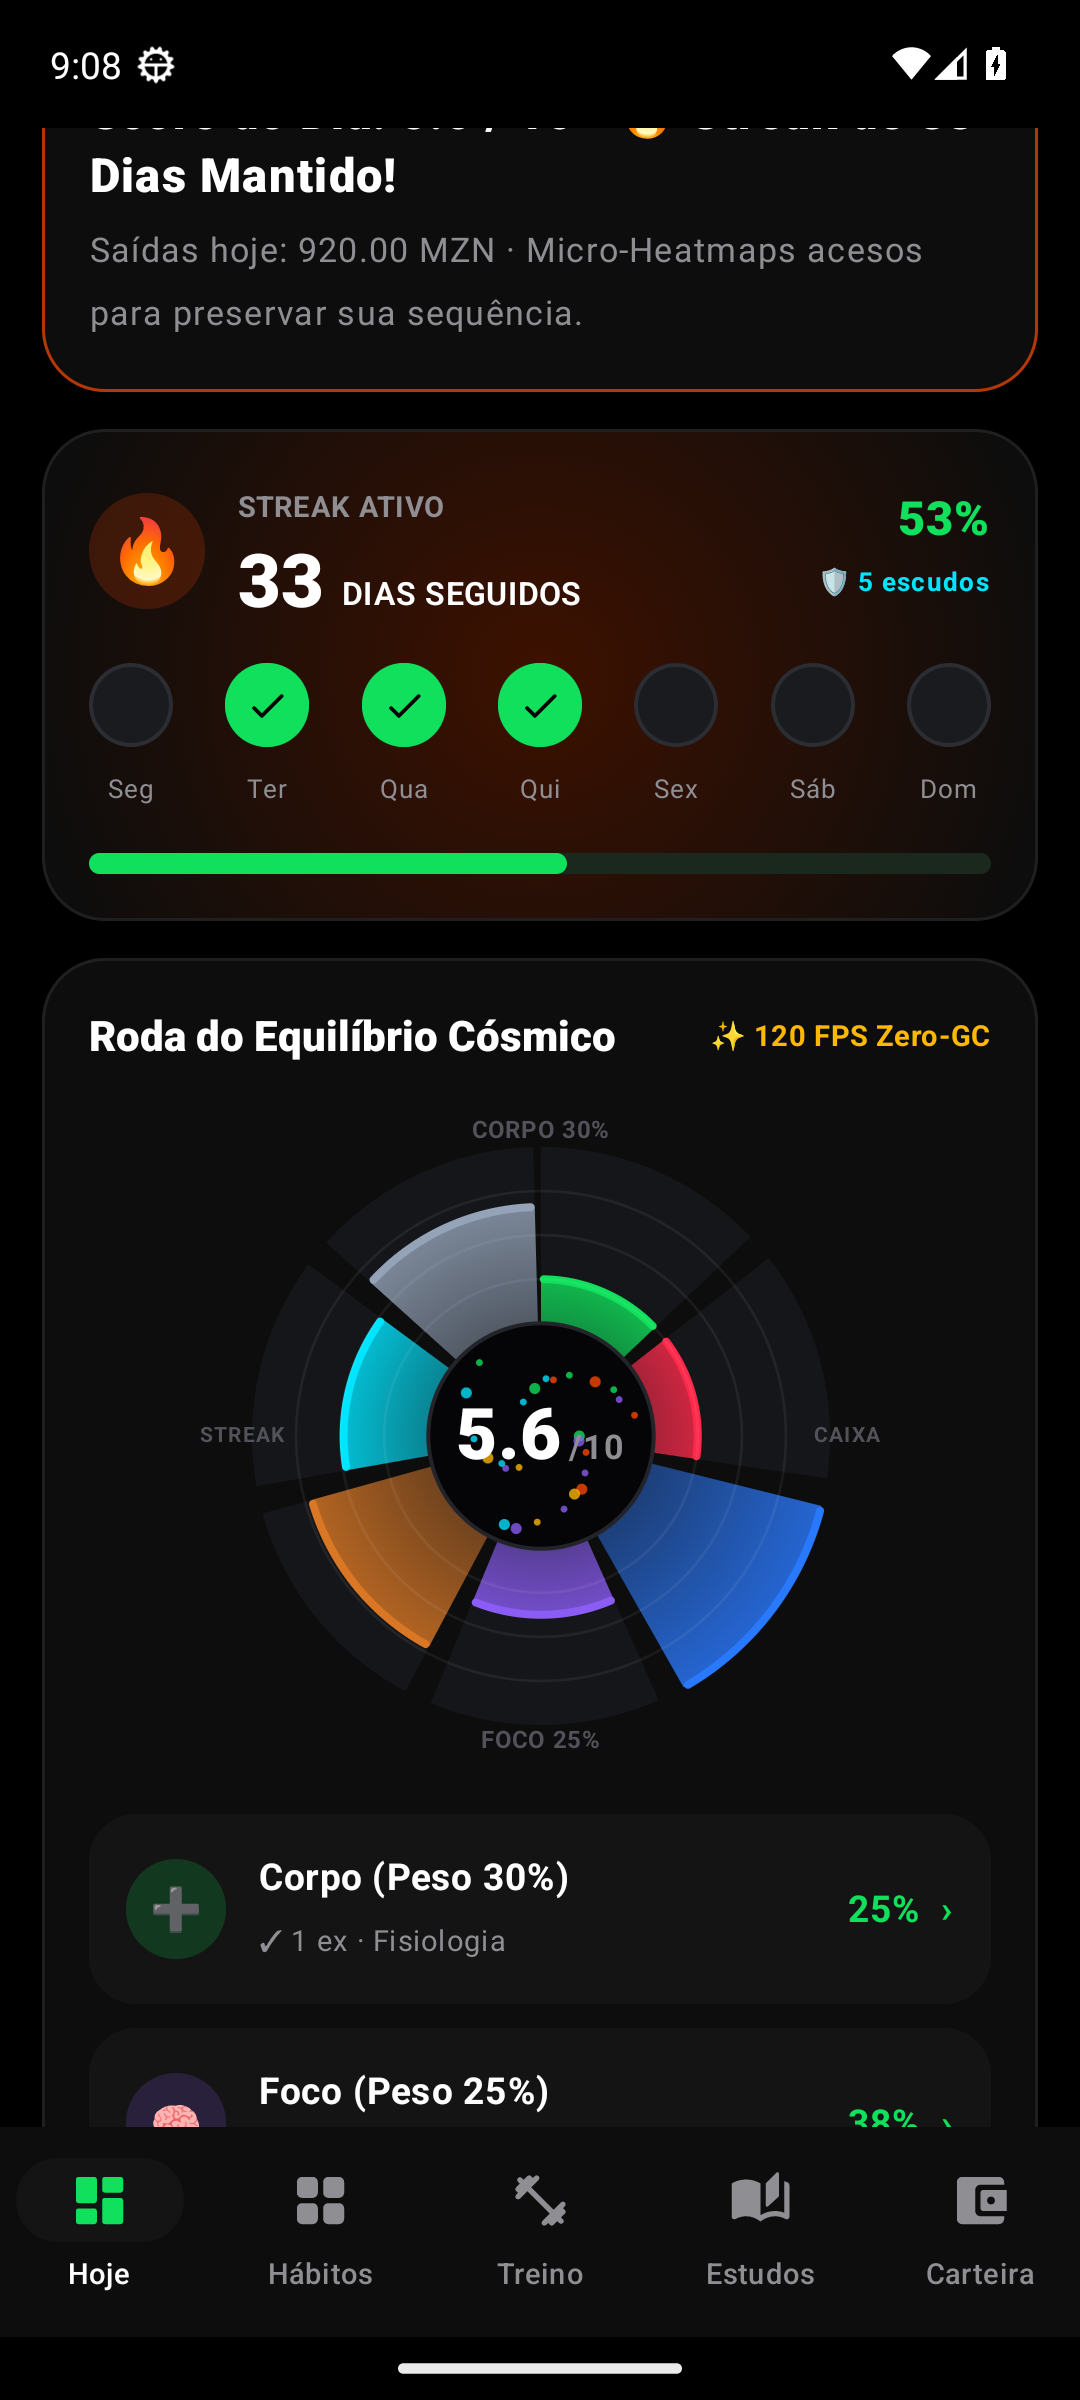 9:08
Dias Mantido!
Saídas hoje: 920.00 MZN · Micro-Heatmaps acesos
para preservar sua sequência.
STREAK ATIVO
33 DIAS SEGUIDOS
53%
5 escudos
Seg Ter Qua Qui Sex Sáb Dom
Roda do Equilíbrio Cósmico
✨ 120 FPS Zero-GC
CORPO 30%
STREAK
5.6 /10
CAIXA
FOCO 25%
Corpo (Peso 30%)
✓ 1 ex · Fisiologia
25% ›
Foco (Peso 25%)
38% ›
Hoje Hábitos Treino Estudos Carteira